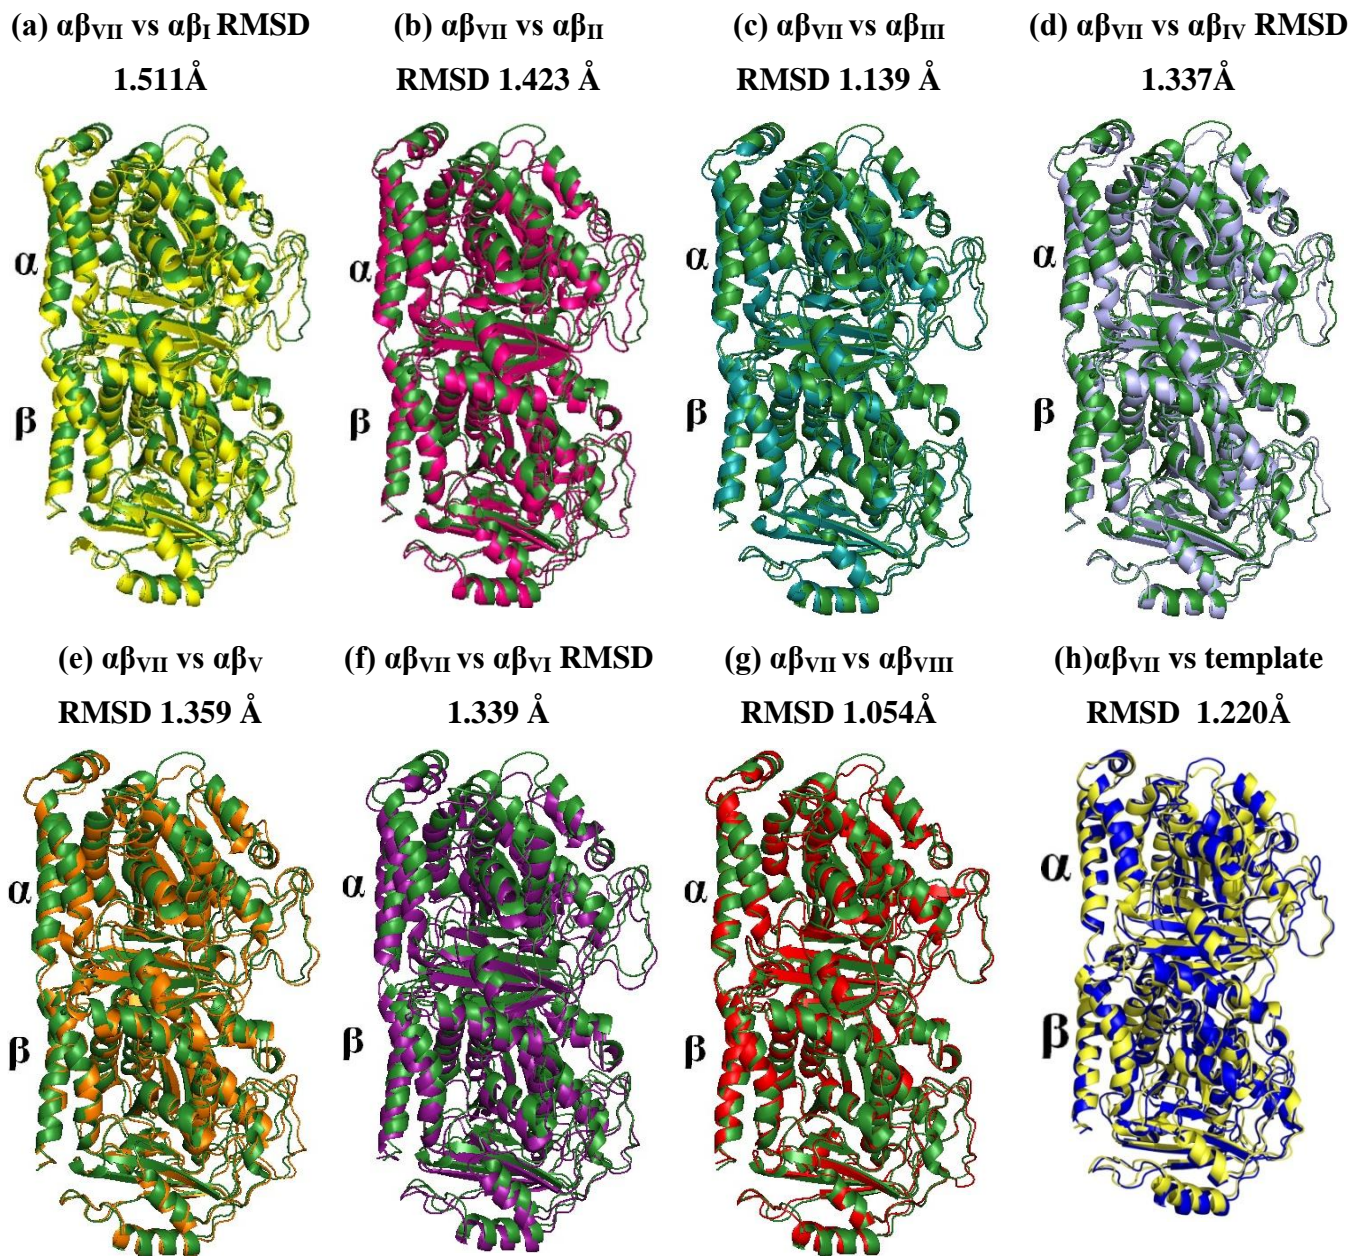 (a) αβVII vs αβI RMSD
1.511Å
(b) αβVII vs αβII
RMSD 1.423 Å
(c) αβVII vs αβIII
RMSD 1.139 Å
(d) αβVII vs αβIV RMSD
1.337Å
α
α
α
α
β
β
β
β
(e) αβVII vs αβV
RMSD 1.359 Å
(f) αβVII vs αβVI RMSD
1.339 Å
(g) αβVII vs αβVIII
RMSD 1.054Å
(h)αβVII vs template
RMSD 1.220Å
α
α
α
α
β
β
β
β